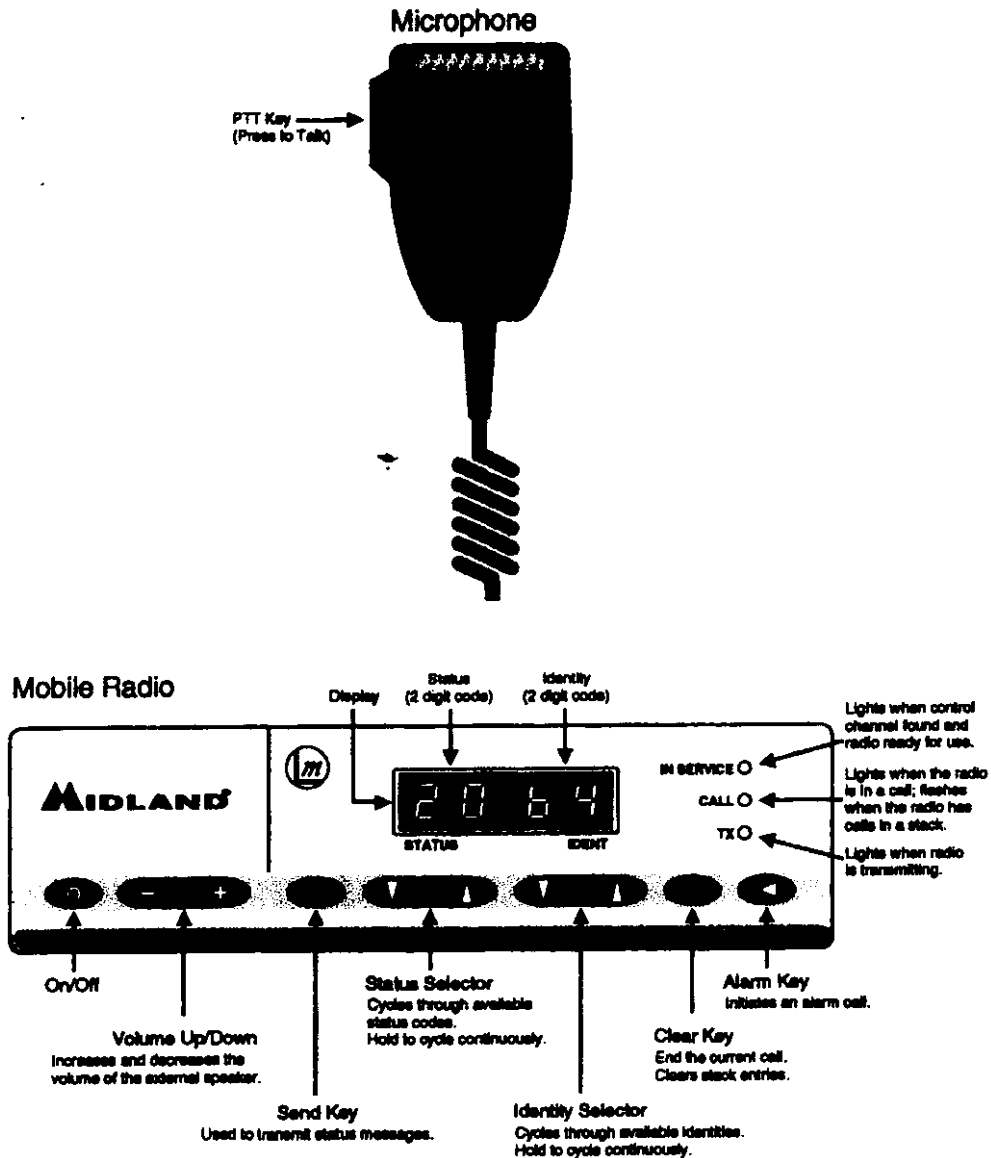 Microphone
PTT Key
(Press to Talk)
Mobile Radio
Display
Status
(2 digit code)
Identity
(2 digit code)
Lights when control
channel found and
radio ready for use.
Lights when the radio
is in a call; flashes
when the radio has
calls in a stack.
Lights when radio
is transmitting.
MIDLAND
Lm
20 64
STATUS
IDENT
IN SERVICE
CALL
TX
− +
On/Off
Volume Up/Down
Increases and decreases the
volume of the external speaker.
Send Key
Used to transmit status messages.
Status Selector
Cycles through available
status codes.
Hold to cycle continuously.
Identity Selector
Cycles through available identities.
Hold to cycle continuously.
Clear Key
End the current call.
Clears stack entries.
Alarm Key
Initiates an alarm call.